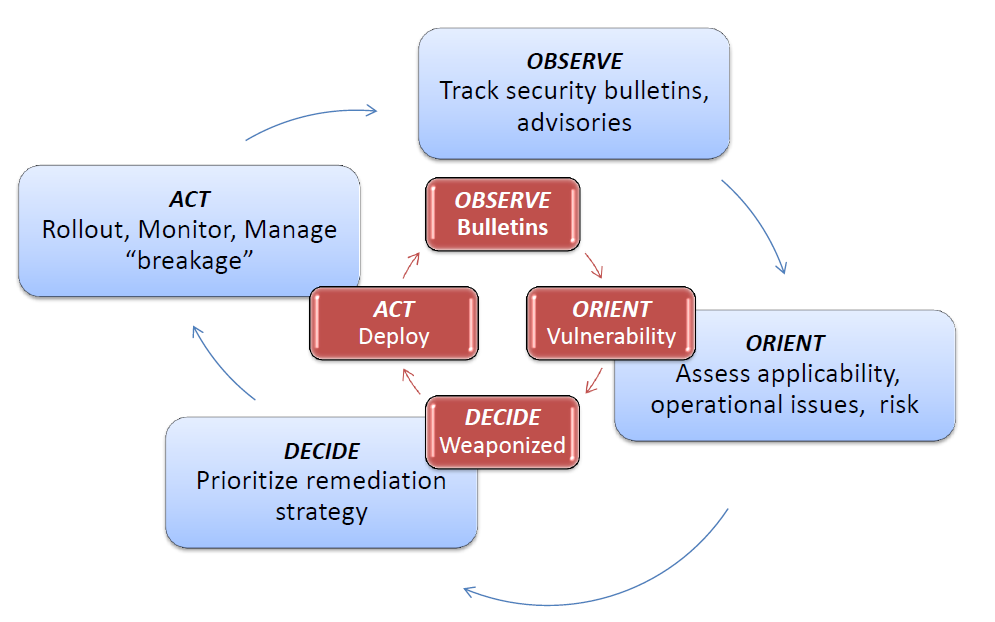 OBSERVE
Track security bulletins,
advisories
ACT
Rollout, Monitor, Manage
“breakage”
OBSERVE
Bulletins
ACT
Deploy
ORIENT
Vulnerability
ORIENT
Assess applicability,
operational issues, risk
DECIDE
Weaponized
DECIDE
Prioritize remediation
strategy